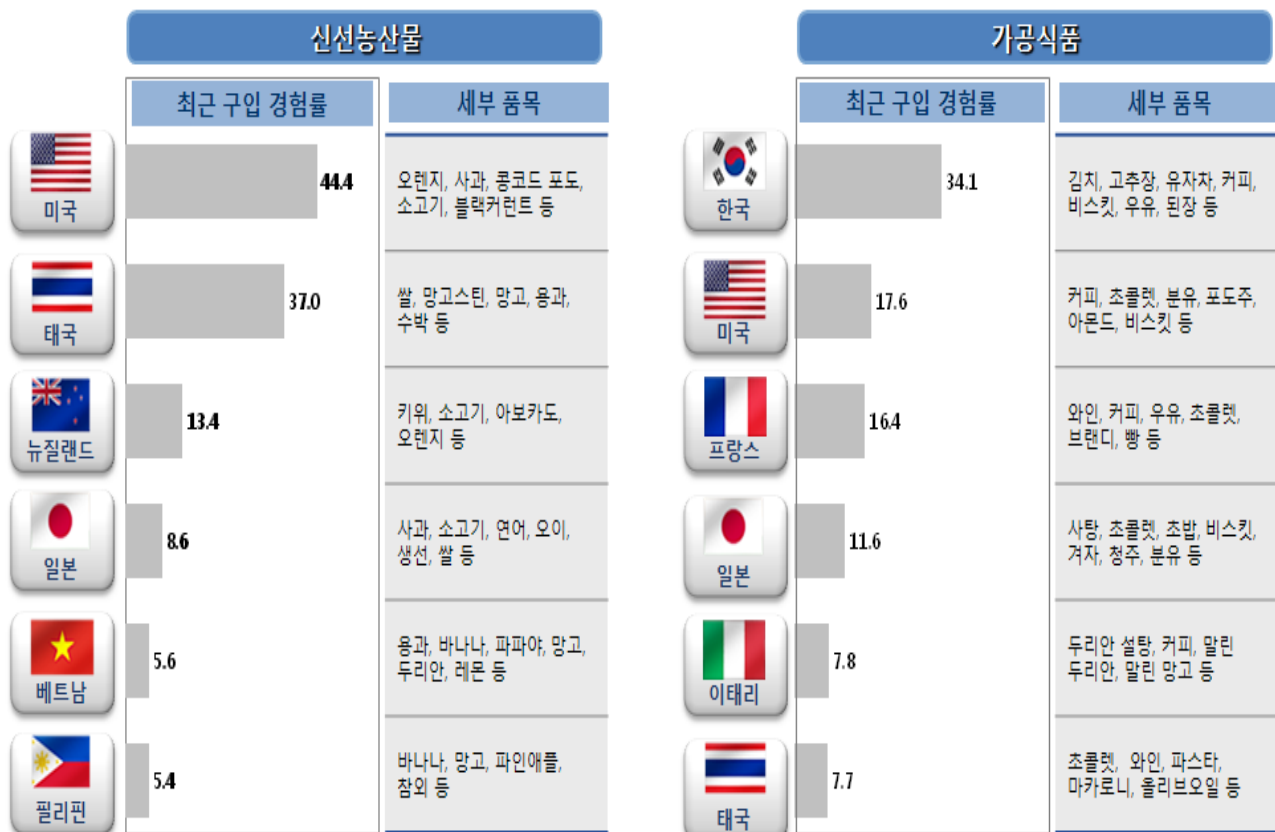 신선농산물
최근 구입 경험률
세부 품목
미국
44.4
오렌지, 사과, 콩코드 포도,
소고기, 블랙커런트 등
태국
37.0
쌀, 망고스틴, 망고, 용과,
수박 등
뉴질랜드
13.4
키위, 소고기, 아보카도,
오렌지 등
일본
8.6
사과, 소고기, 연어, 오이,
생선, 쌀 등
베트남
5.6
용과, 바나나, 파파야, 망고,
두리안, 레몬 등
필리핀
5.4
바나나, 망고, 파인애플,
참외 등
가공식품
최근 구입 경험률
세부 품목
한국
34.1
김치, 고추장, 유자차, 커피,
비스킷, 우유, 된장 등
미국
17.6
커피, 초콜렛, 분유, 포도주,
아몬드, 비스킷 등
프랑스
16.4
와인, 커피, 우유, 초콜렛,
브랜디, 빵 등
일본
11.6
사탕, 초콜렛, 초밥, 비스킷,
겨자, 청주, 분유 등
이태리
7.8
두리안 설탕, 커피, 말린
두리안, 말린 망고 등
태국
7.7
초콜렛, 와인, 파스타,
마카로니, 올리브오일 등